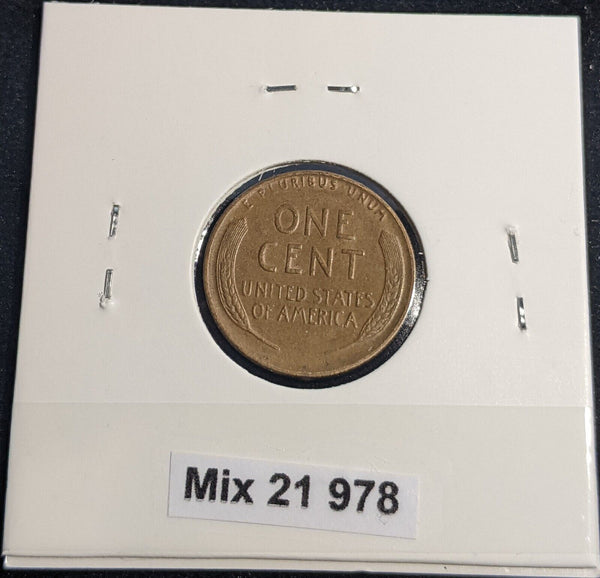 E PLURIBUS UNUM
ONE
CENT
UNITED STATES
OF AMERICA
Mix 21 978